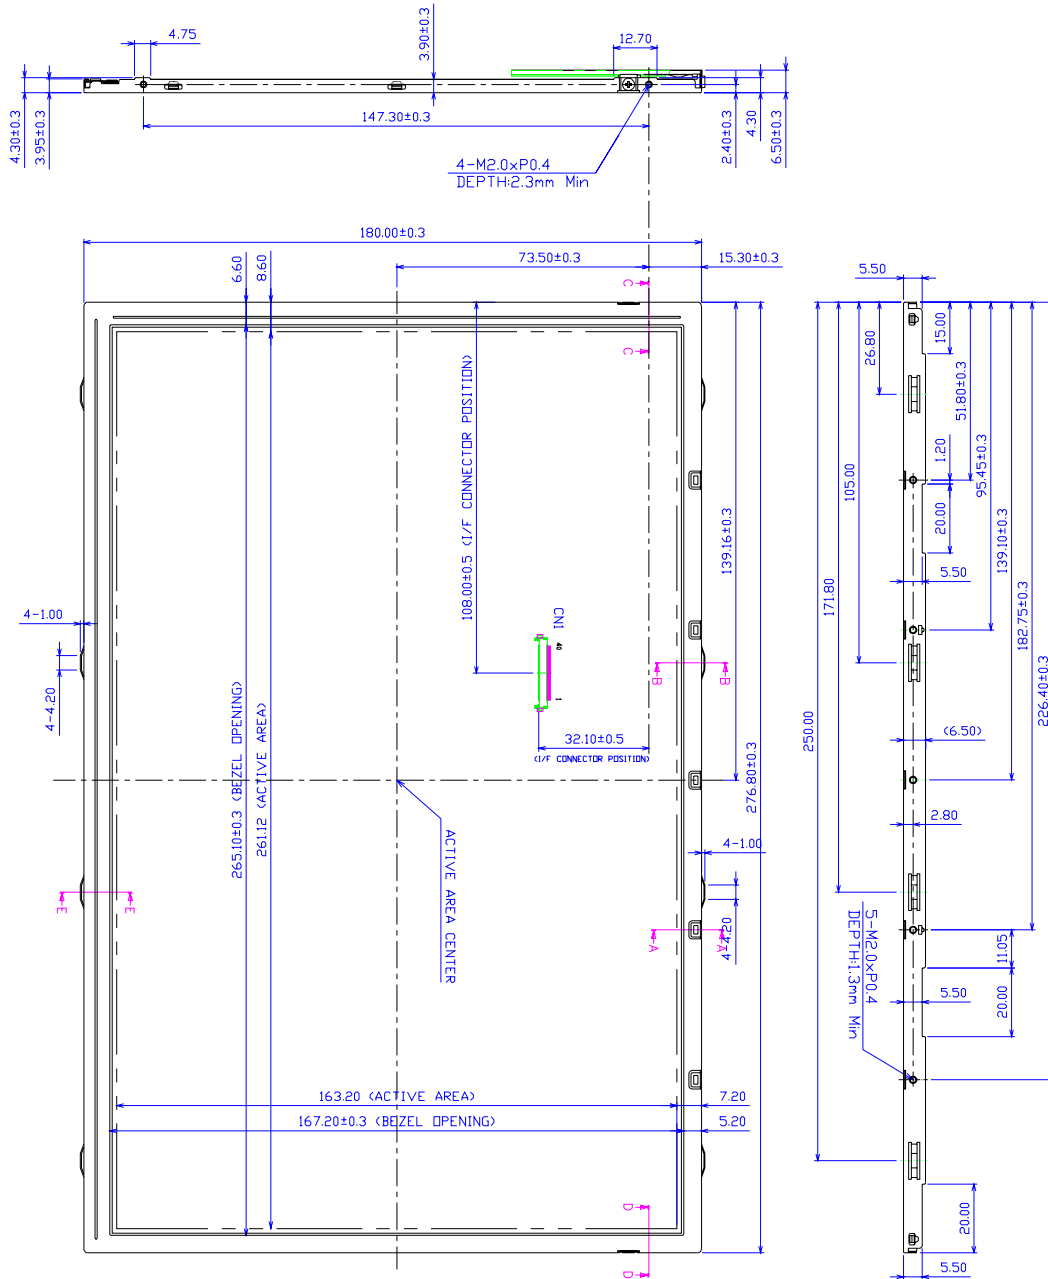 4.75
3.90±0.3
12.70
4.30±0.3
3.95±0.3
147.30±0.3
2.40±0.3
4.30
6.50±0.3
4-M2.0xP0.4
DEPTH:2.3mm Min
180.00±0.3
6.60
8.60
73.50±0.3
15.30±0.3
C
C
5.50
15.00
26.80
51.80±0.3
1.20
95.45±0.3
20.00
139.10±0.3
5.50
105.00
171.80
182.75±0.3
226.40±0.3
108.00±0.5 (I/F CONNECTOR POSITION)
139.16±0.3
CN1
40
1
B
B
4-1.00
4-4.20
32.10±0.5
(I/F CONNECTOR POSITION)
265.10±0.3 (BEZEL OPENING)
261.12 (ACTIVE AREA)
276.80±0.3
250.00
(6.50)
2.80
ACTIVE AREA CENTER
4-1.00
4-4.20
E
E
A
A
5-M2.0xP0.4
DEPTH:1.3mm Min
11.05
5.50
20.00
163.20 (ACTIVE AREA)
7.20
167.20±0.3 (BEZEL OPENING)
5.20
D
D
20.00
5.50